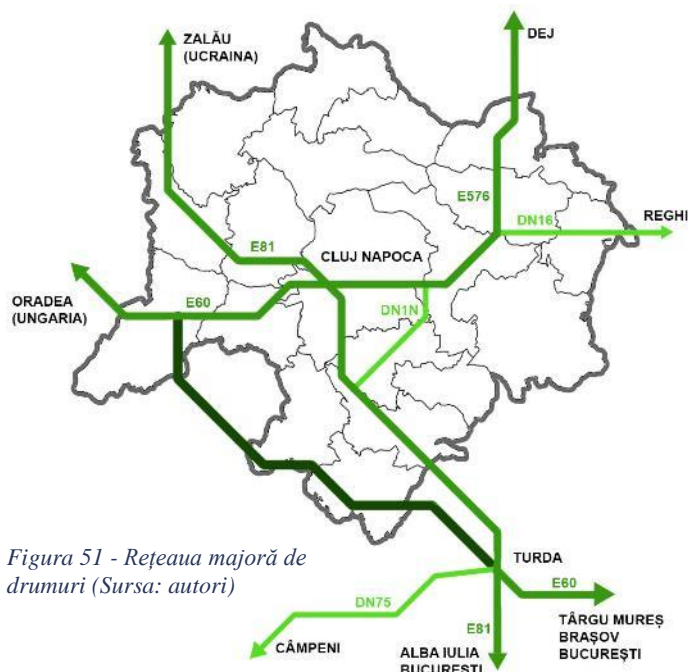 ZALĂU
(UCRAINA)
DEJ
E576
DN16
REGHI
E81
CLUJ NAPOCA
ORADEA
(UNGARIA)
E60
DN1N
Figura 51 - Rețeaua majoră de
drumuri (Sursa: autori)
TURDA
E60
DN75
TÂRGU MUREȘ
BRAȘOV
BUCUREȘTI
CÂMPENI
E81
ALBA IULIA
BUCUREȘTI